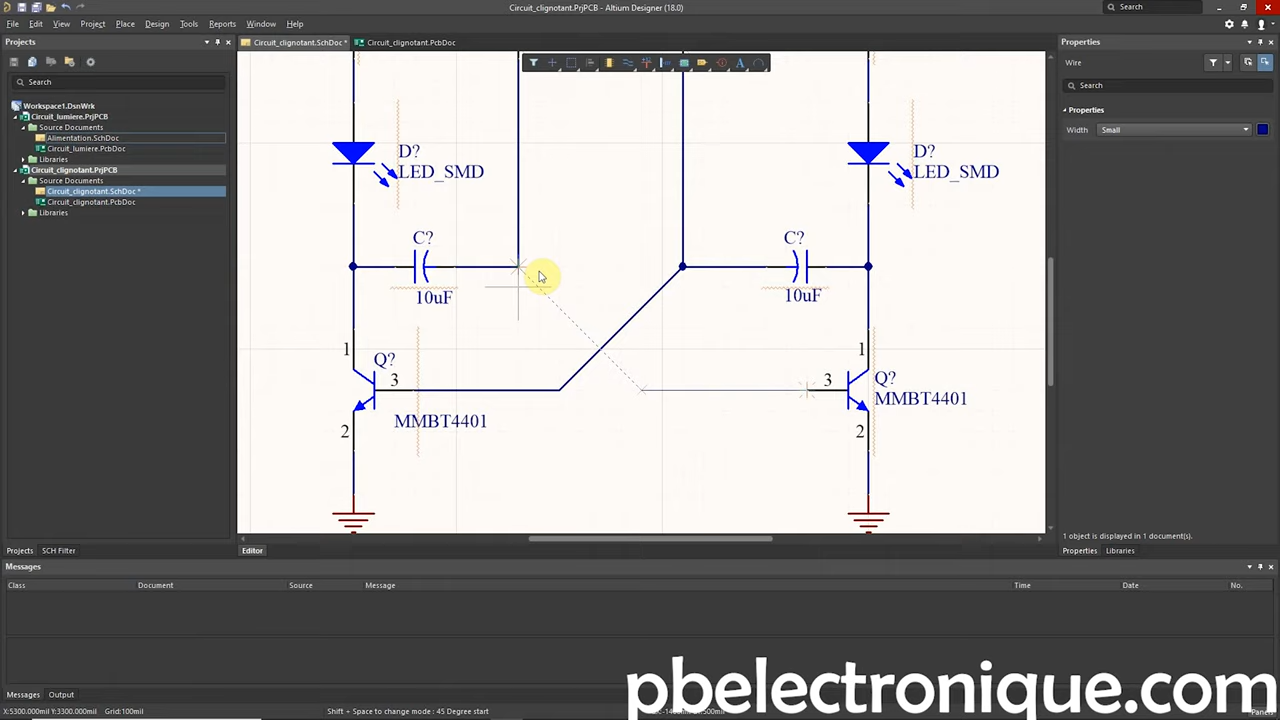 Circuit_clignotant.PrjPCB - Altium Designer (18.0)
Search
File Edit View Project Place Design Tools Reports Window Help
Projects
Circuit_clignotant.SchDoc *
Circuit_clignotant.PcbDoc
Properties
Wire
Search
Search
Workspace1.DsnWrk
Circuit_lumiere.PrjPCB
Source Documents
Alimentation.SchDoc
Circuit_lumiere.PcbDoc
Libraries
Circuit_clignotant.PrjPCB
Source Documents
Circuit_clignotant.SchDoc *
Circuit_clignotant.PcbDoc
Libraries
Properties
Width Small
D?
LED_SMD
D?
LED_SMD
C?
10uF
C?
10uF
1
Q?
3
MMBT4401
2
1
3
Q?
MMBT4401
2
1 object is displayed in 1 document(s).
Projects SCH Filter
Editor
Properties Libraries
Messages
Class Document Source Message Time Date No.
Messages Output
pbelectronique.com
X:5300.000mil Y:3300.000mil Grid:100mil
Shift + Space to change mode : 45 Degree start
Panels